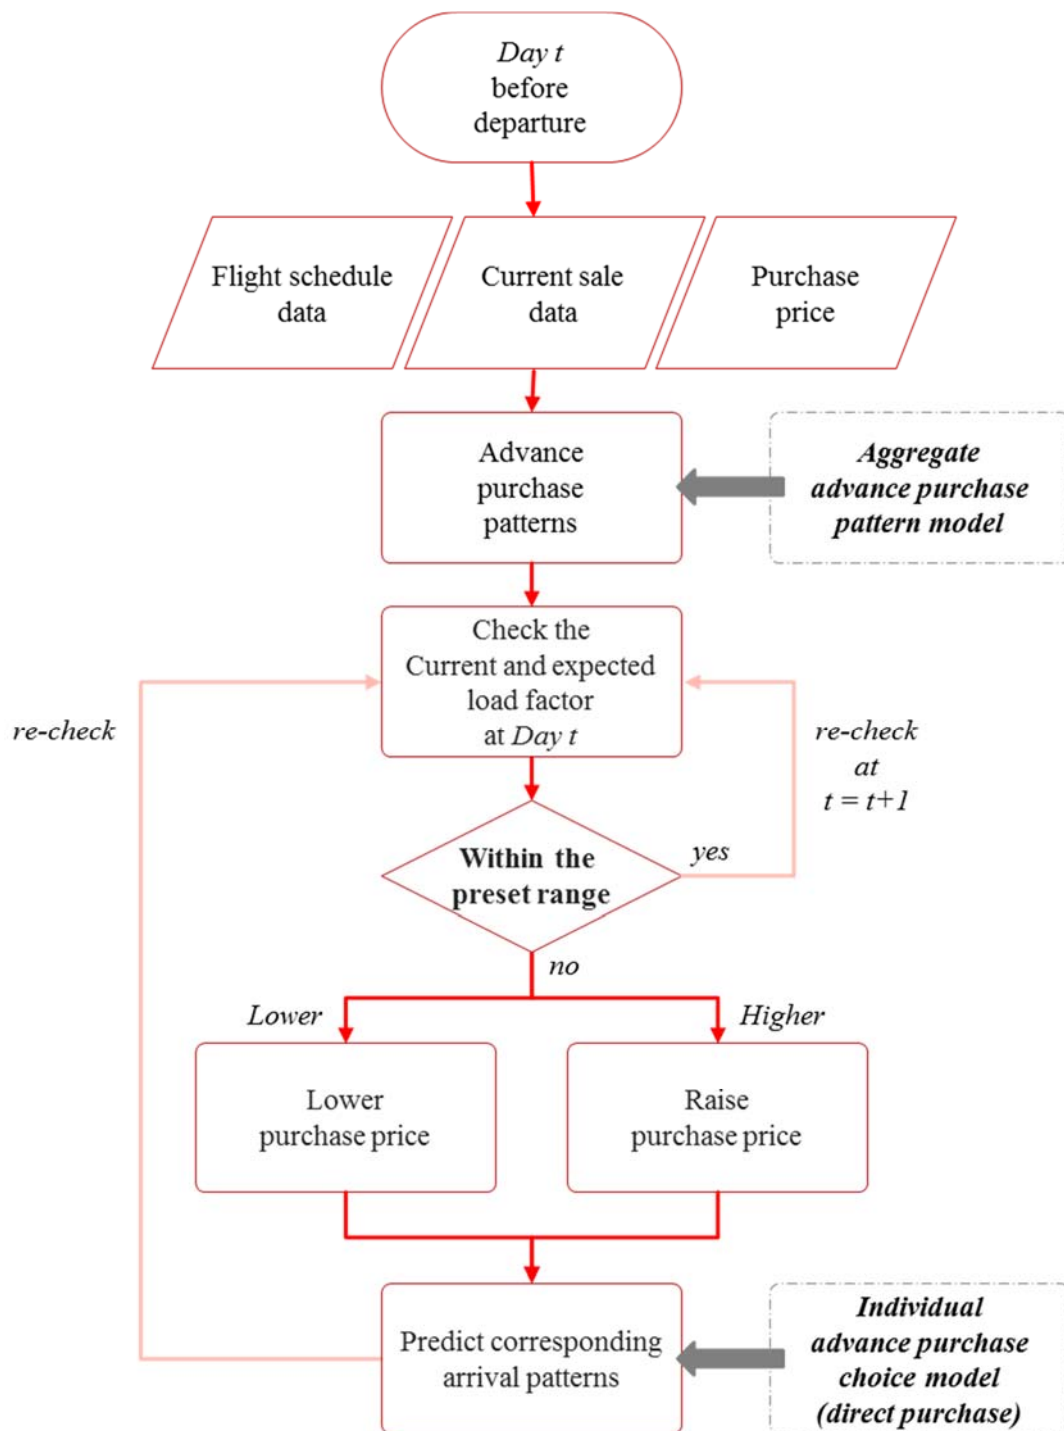 Day t
before
departure
Flight schedule
data
Current sale
data
Purchase
price
Advance
purchase
patterns
Aggregate
advance purchase
pattern model
Check the
Current and expected
load factor
at Day t
re-check
re-check
at
t = t+1
Within the
preset range
yes
no
Lower
Higher
Lower
purchase price
Raise
purchase price
Predict corresponding
arrival patterns
Individual
advance purchase
choice model
(direct purchase)